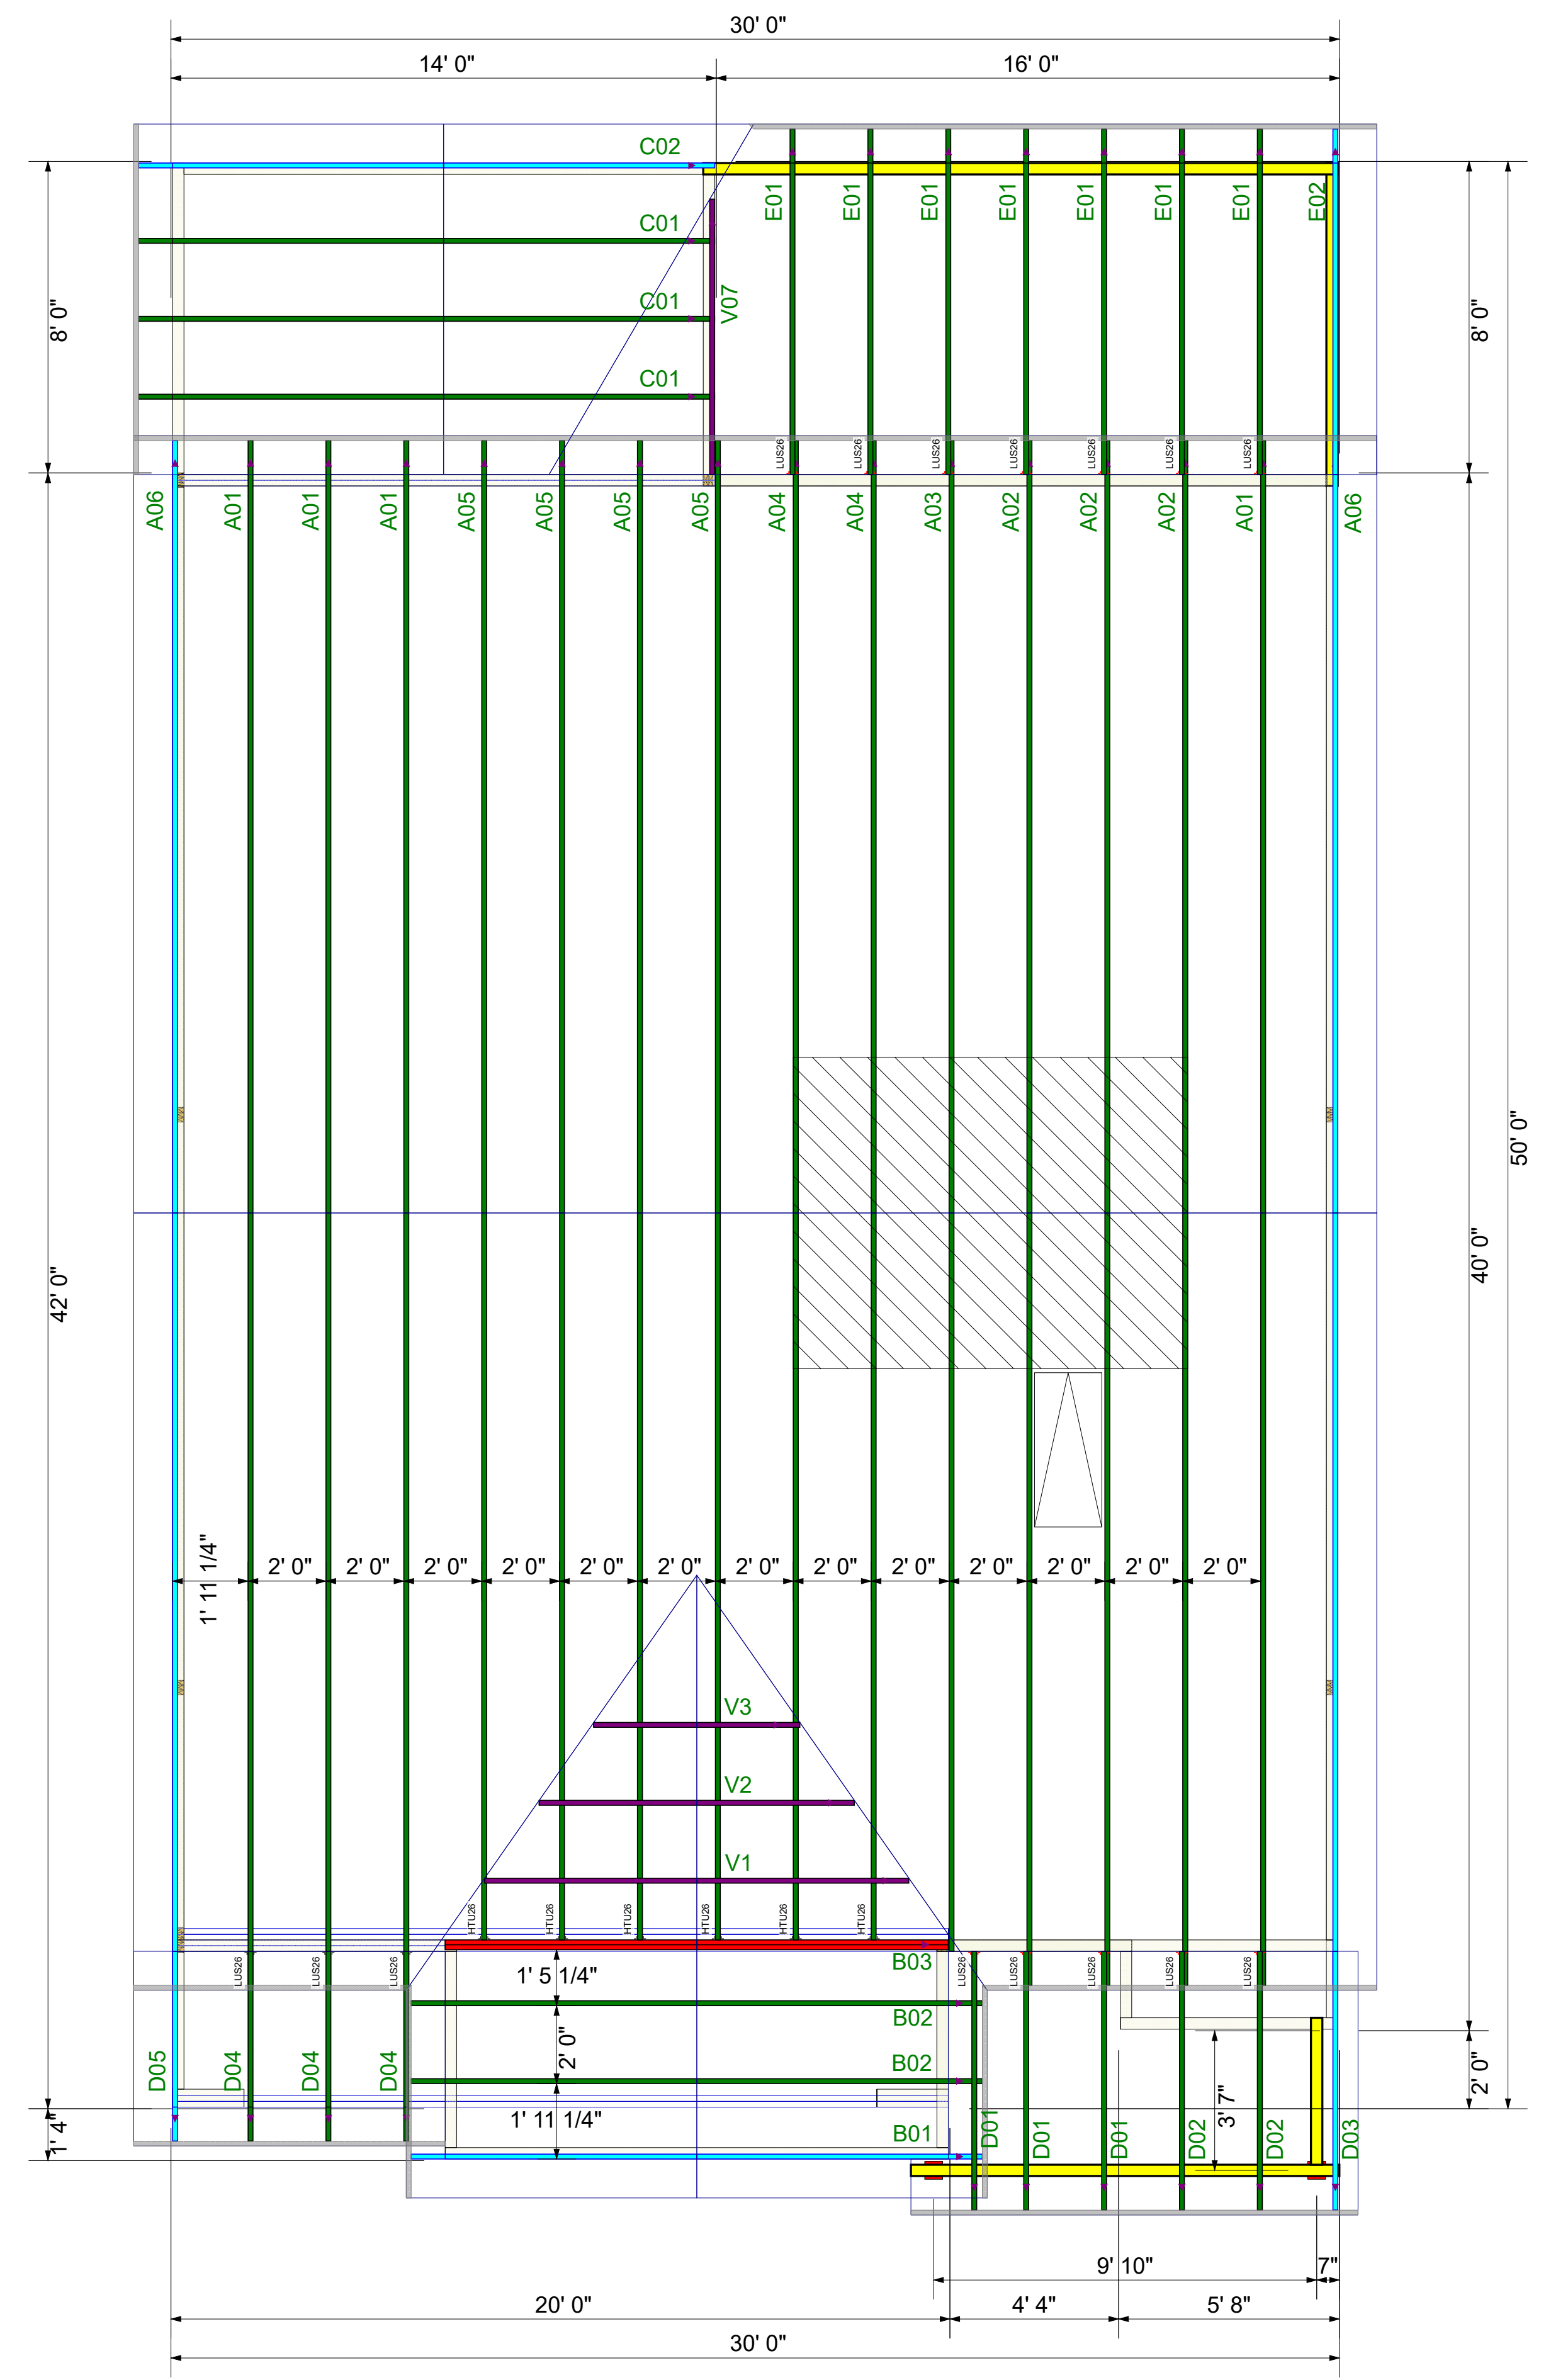 30' 0"
14' 0"
16' 0"
C02
C01
C01
C01
V07
E01
E01
E01
E01
E01
E01
E01
E02
8' 0"
8' 0"
LUS26
LUS26
LUS26
LUS26
LUS26
LUS26
LUS26
A06
A01
A01
A01
A05
A05
A05
A05
A04
A04
A03
A02
A02
A02
A01
A06
42' 0"
40' 0"
50' 0"
1' 11 1/4"
2' 0"
2' 0"
2' 0"
2' 0"
2' 0"
2' 0"
2' 0"
2' 0"
2' 0"
2' 0"
2' 0"
2' 0"
2' 0"
V3
V2
V1
HTU26
HTU26
HTU26
HTU26
HTU26
HTU26
LUS26
LUS26
LUS26
LUS26
LUS26
LUS26
LUS26
LUS26
B03
1' 5 1/4"
B02
2' 0"
B02
1' 11 1/4"
B01
D05
D04
D04
D04
D01
D01
D01
D02
D02
D03
3' 7"
2' 0"
1' 4"
9' 10"
7"
20' 0"
4' 4"
5' 8"
30' 0"